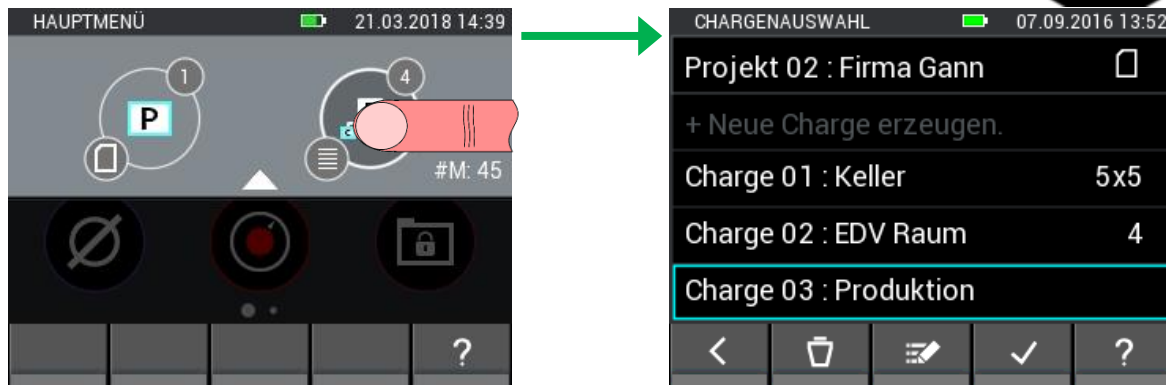 HAUPTMENÜ 21.03.2018 14:39
1
4
P
c
#M: 45
?
CHARGENAUSWAHL 07.09.2016 13:52
Projekt 02 : Firma Gann
+ Neue Charge erzeugen.
Charge 01 : Keller 5x5
Charge 02 : EDV Raum 4
Charge 03 : Produktion
?